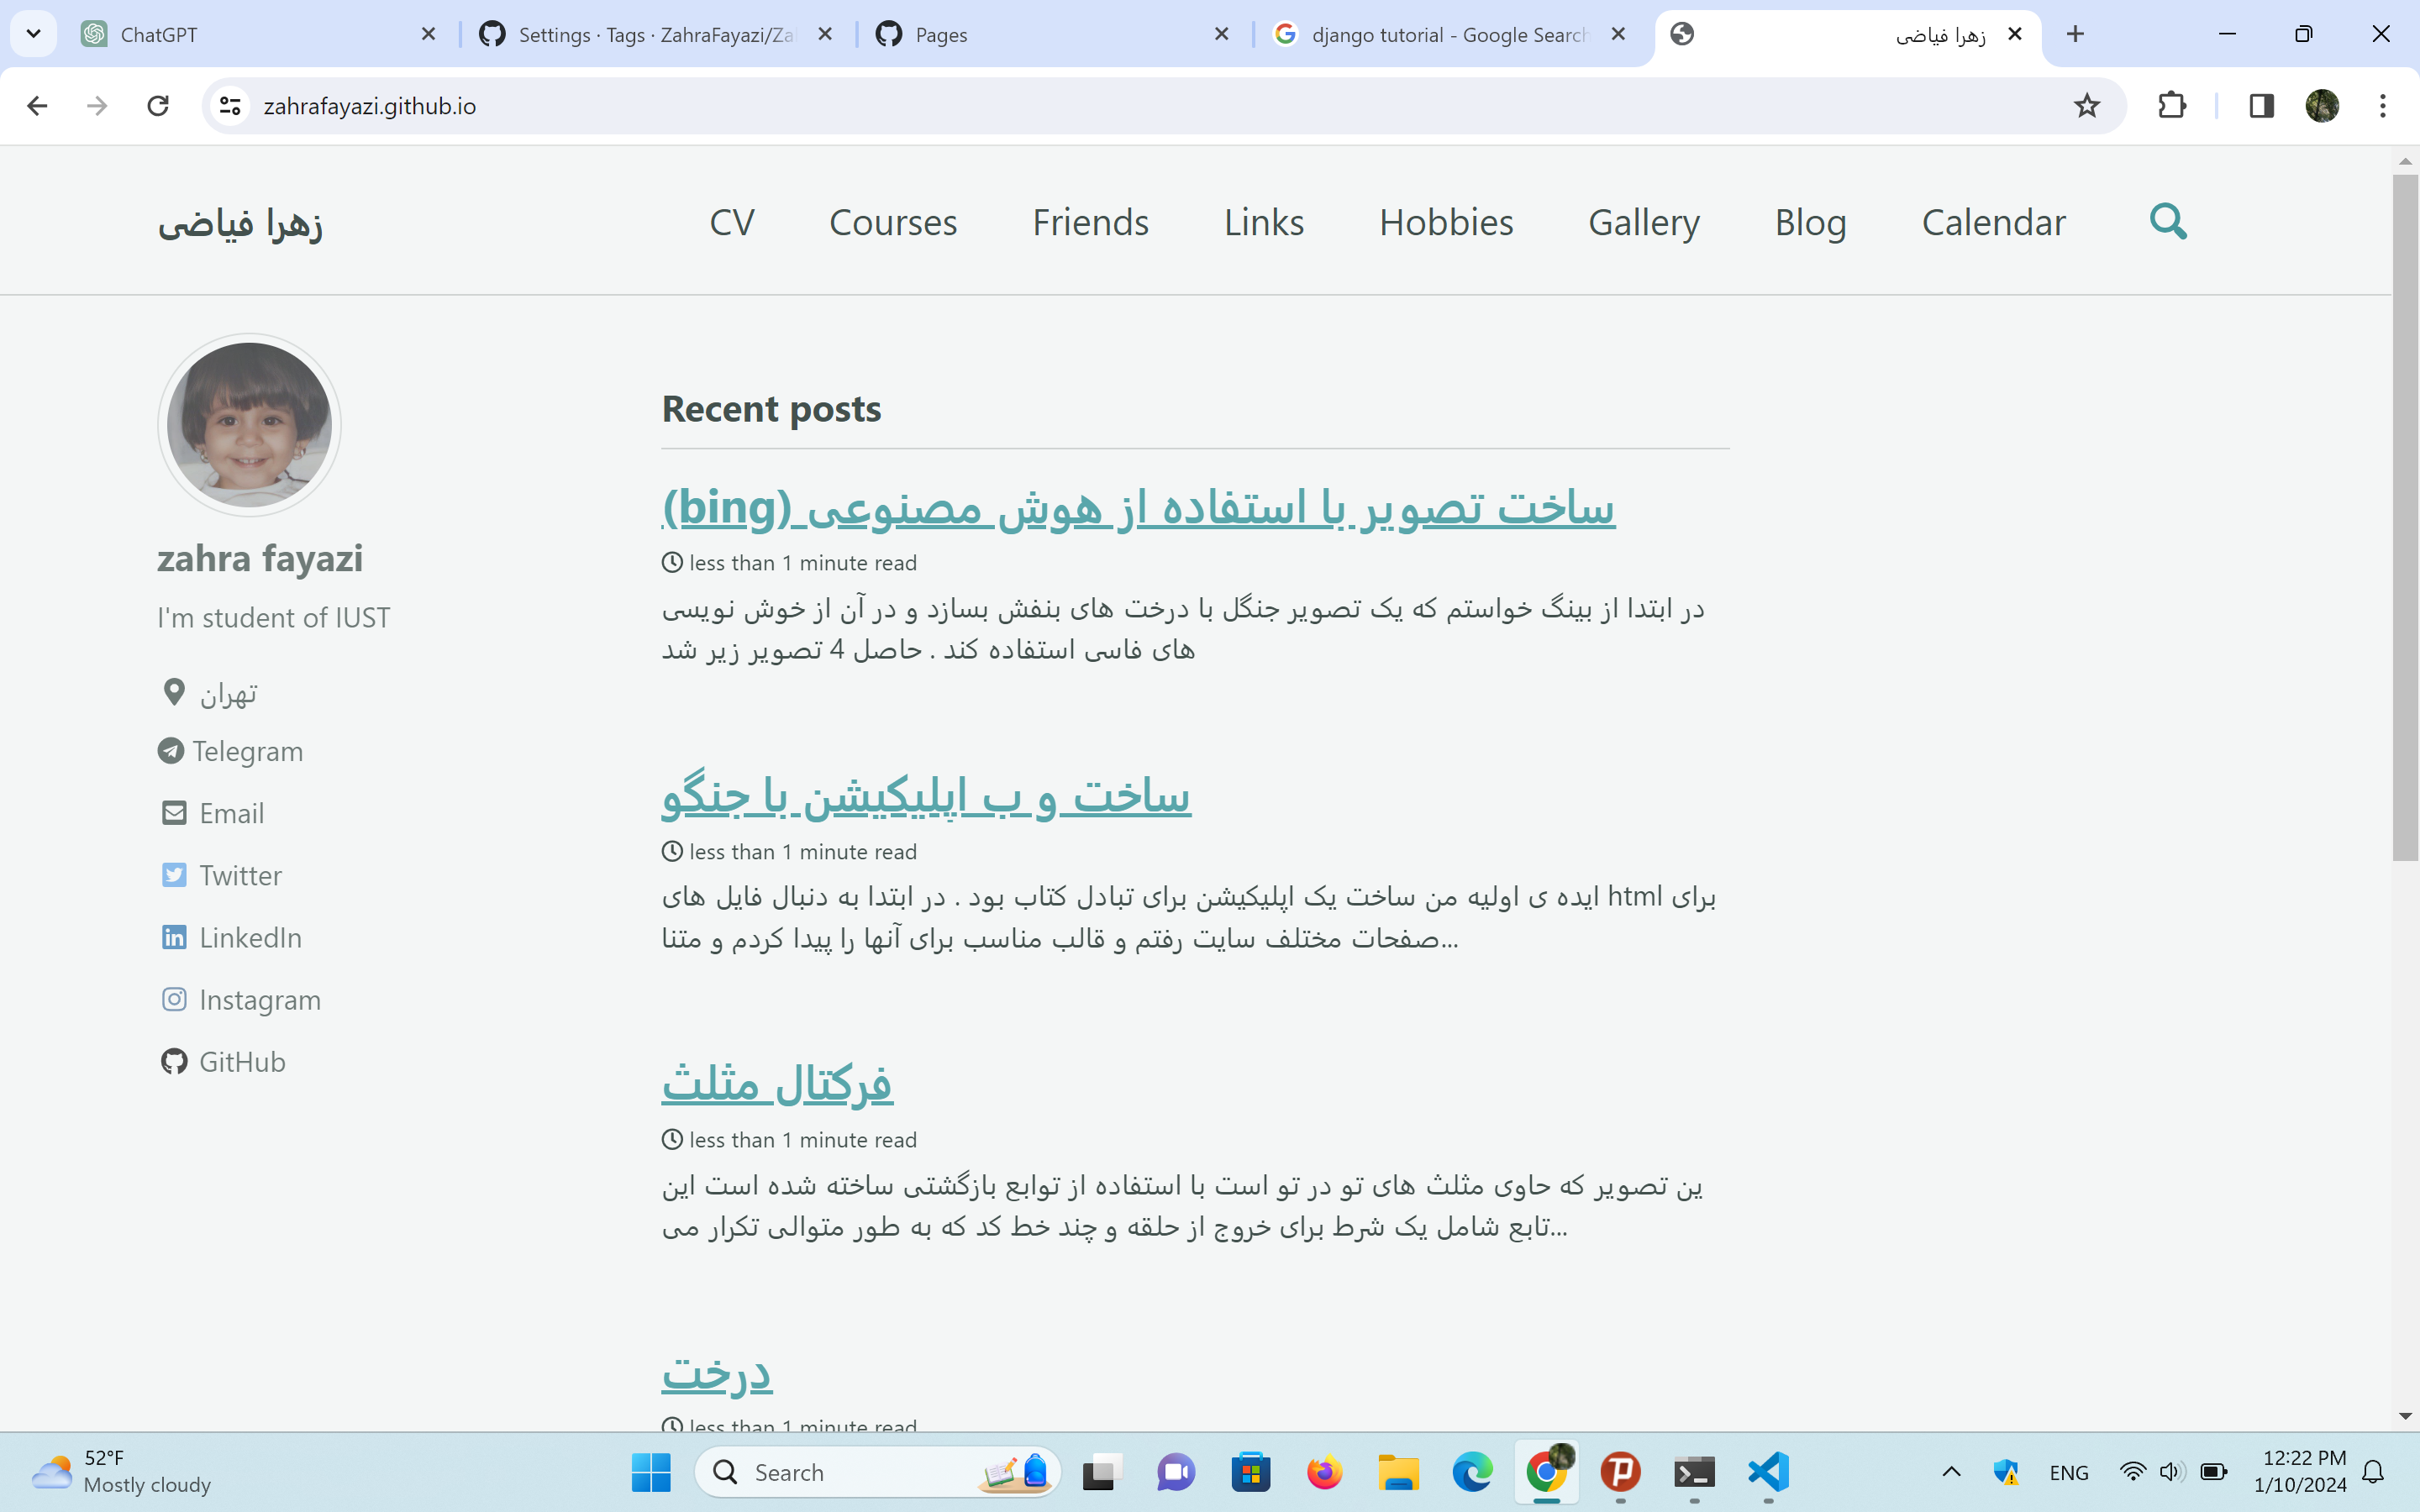 ChatGPT
Settings · Tags · ZahraFayazi/Za
Pages
django tutorial - Google Search
زهرا فیاضی
zahrafayazi.github.io
زهرا فیاضی
CV
Courses
Friends
Links
Hobbies
Gallery
Blog
Calendar
zahra fayazi
I'm student of IUST
تهران
Telegram
Email
Twitter
LinkedIn
Instagram
GitHub
Recent posts
ساخت تصویر با استفاده از هوش مصنوعی (bing)
less than 1 minute read
در ابتدا از بینگ خواستم که یک تصویر جنگل با درخت های بنفش بسازد و در آن از خوش نویسی
های فاسی استفاده کند . حاصل 4 تصویر زیر شد
ساخت و ب اپلیکیشن با جنگو
less than 1 minute read
ایده ی اولیه من ساخت یک اپلیکیشن برای تبادل کتاب بود . در ابتدا به دنبال فایل های html برای
صفحات مختلف سایت رفتم و قالب مناسب برای آنها را پیدا کردم و متنا...
فرکتال مثلث
less than 1 minute read
ین تصویر که حاوی مثلث های تو در تو است با استفاده از توابع بازگشتی ساخته شده است این
تابع شامل یک شرط برای خروج از حلقه و چند خط کد که به طور متوالی تکرار می...
درخت
less than 1 minute read
52°F
Mostly cloudy
Search
ENG
12:22 PM
1/10/2024